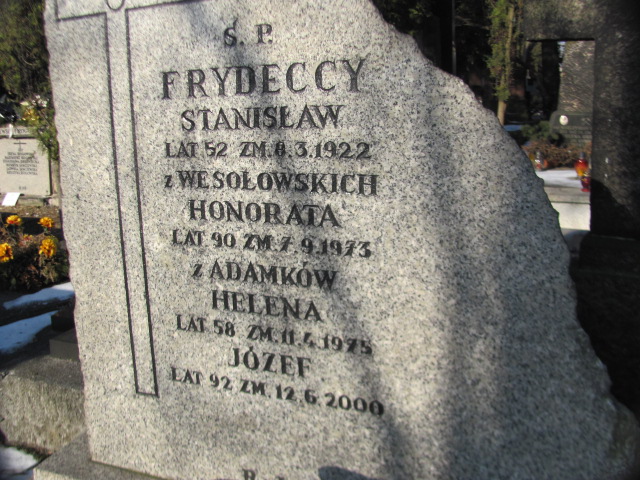 Ś. P.
FRYDECCY
STANISŁAW
LAT 52 ZM. 8.3.1922
z WESOŁOWSKICH
HONORATA
LAT 90 ZM. 7.9.1973
z ADAMKÓW
HELENA
LAT 58 ZM. 11.4.1975
JÓZEF
LAT 92 ZM. 12.6.2000